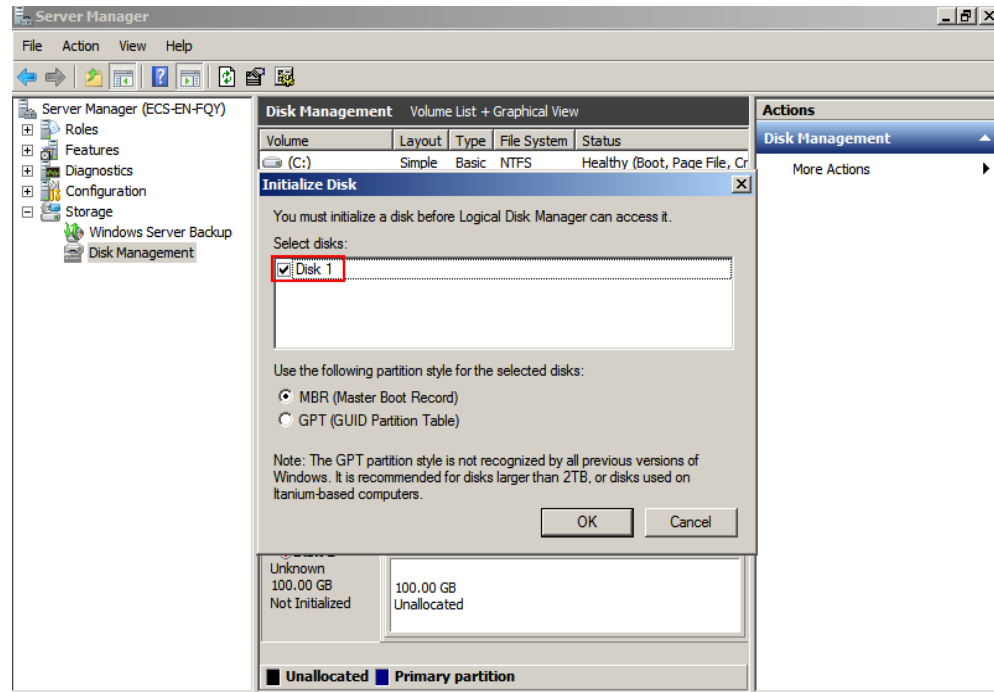 Server Manager
File Action View Help
Server Manager (ECS-EN-FQY)
Roles
Features
Diagnostics
Configuration
Storage
Windows Server Backup
Disk Management
Disk Management Volume List + Graphical View
Volume Layout Type File System Status
(C:) Simple Basic NTFS Healthy (Boot, Page File, Cr
Initialize Disk
You must initialize a disk before Logical Disk Manager can access it.
Select disks:
Disk 1
Use the following partition style for the selected disks:
MBR (Master Boot Record)
GPT (GUID Partition Table)
Note: The GPT partition style is not recognized by all previous versions of
Windows. It is recommended for disks larger than 2TB, or disks used on
Itanium-based computers.
OK Cancel
Unknown
100.00 GB
Not Initialized
100.00 GB
Unallocated
Unallocated Primary partition
Actions
Disk Management
More Actions